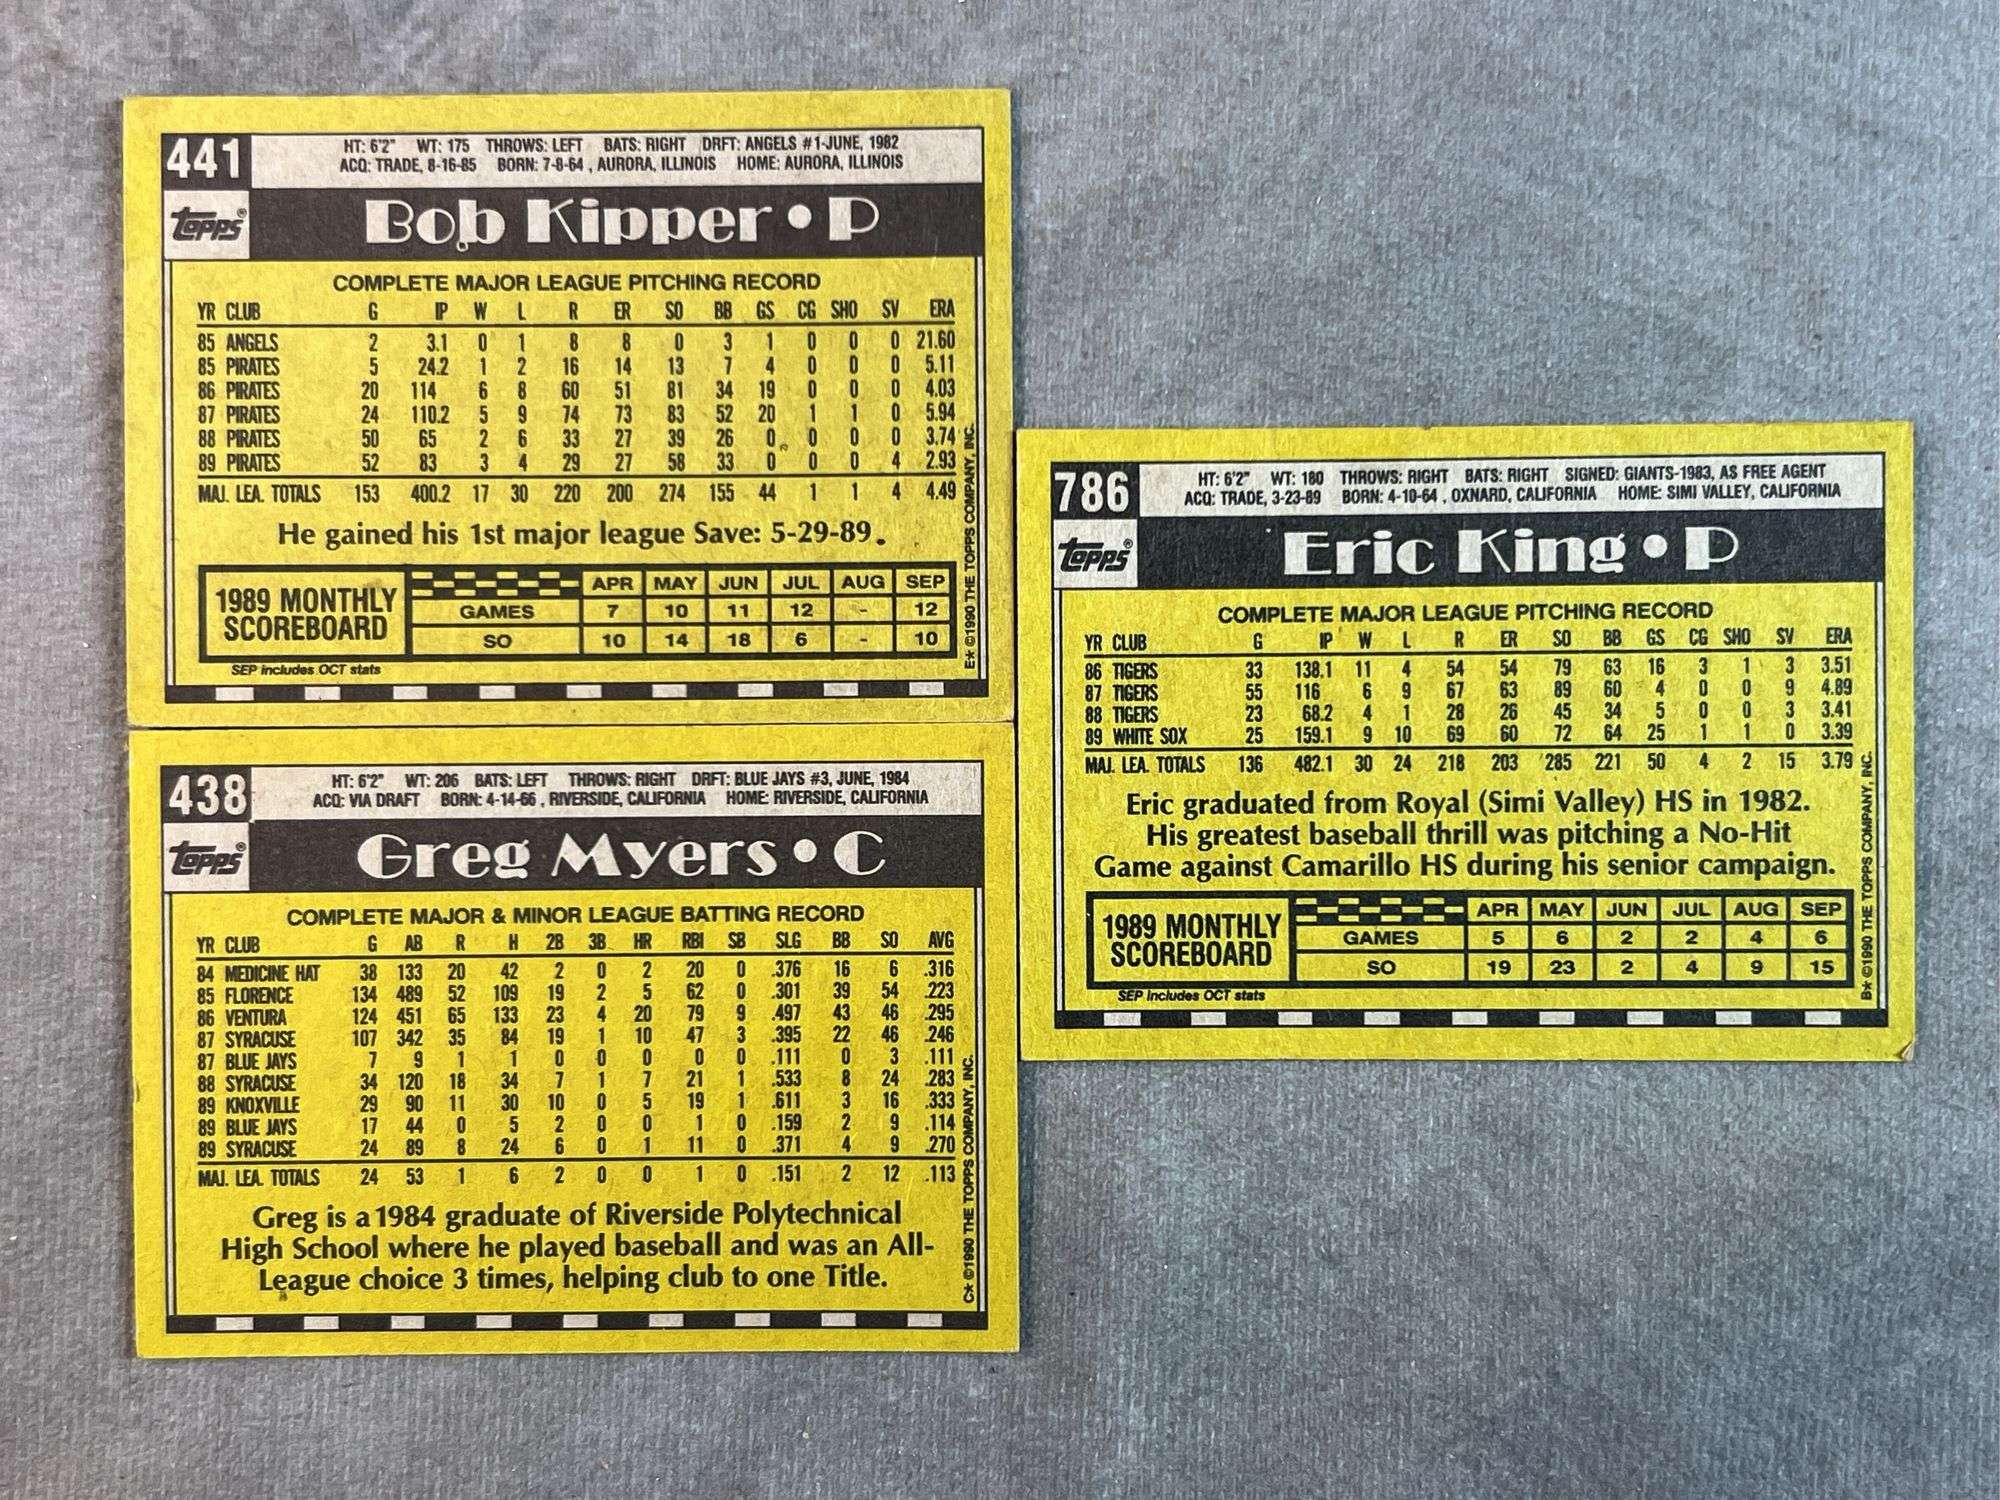 441
HT: 6'2" WT: 175 THROWS: LEFT BATS: RIGHT DRFT: ANGELS #1-JUNE, 1982
ACQ: TRADE, 8-16-85 BORN: 7-8-64 , AURORA, ILLINOIS HOME: AURORA, ILLINOIS
Topps®
Bob Kipper • P
COMPLETE MAJOR LEAGUE PITCHING RECORD
YR CLUB G IP W L R ER SO BB GS CG SHO SV ERA
85 ANGELS 2 3.1 0 1 8 8 0 3 1 0 0 0 21.60
85 PIRATES 5 24.2 1 2 16 14 13 7 4 0 0 0 5.11
86 PIRATES 20 114 6 8 60 51 81 34 19 0 0 0 4.03
87 PIRATES 24 110.2 5 9 74 73 83 52 20 1 1 0 5.94
88 PIRATES 50 65 2 6 33 27 39 26 0 0 0 0 3.74
89 PIRATES 52 83 3 4 29 27 58 33 0 0 0 4 2.93
MAJ. LEA. TOTALS 153 400.2 17 30 220 200 274 155 44 1 1 4 4.49
He gained his 1st major league Save: 5-29-89.
1989 MONTHLY
SCOREBOARD
APR MAY JUN JUL AUG SEP
GAMES 7 10 11 12 - 12
SO 10 14 18 6 - 10
SEP includes OCT stats
E* ©1990 THE TOPPS COMPANY, INC.
438
HT: 6'2" WT: 206 BATS: LEFT THROWS: RIGHT DRFT: BLUE JAYS #3, JUNE, 1984
ACQ: VIA DRAFT BORN: 4-14-66 , RIVERSIDE, CALIFORNIA HOME: RIVERSIDE, CALIFORNIA
Topps®
Greg Myers • C
COMPLETE MAJOR & MINOR LEAGUE BATTING RECORD
YR CLUB G AB R H 2B 3B HR RBI SB SLG BB SO AVG
84 MEDICINE HAT 38 133 20 42 2 0 2 20 0 .376 16 6 .316
85 FLORENCE 134 489 52 109 19 2 5 62 0 .301 39 54 .223
86 VENTURA 124 451 65 133 23 4 20 79 9 .497 43 46 .295
87 SYRACUSE 107 342 35 84 19 1 10 47 3 .395 22 46 .246
87 BLUE JAYS 7 9 1 1 0 0 0 0 0 .111 0 3 .111
88 SYRACUSE 34 120 18 34 7 1 7 21 1 .533 8 24 .283
89 KNOXVILLE 29 90 11 30 10 0 5 19 1 .611 3 16 .333
89 BLUE JAYS 17 44 0 5 2 0 0 1 0 .159 2 9 .114
89 SYRACUSE 24 89 8 24 6 0 1 11 0 .371 4 9 .270
MAJ. LEA. TOTALS 24 53 1 6 2 0 0 1 0 .151 2 12 .113
Greg is a 1984 graduate of Riverside Polytechnical
High School where he played baseball and was an All-
League choice 3 times, helping club to one Title.
C* ©1990 THE TOPPS COMPANY, INC.
786
HT: 6'2" WT: 180 THROWS: RIGHT BATS: RIGHT SIGNED: GIANTS-1983, AS FREE AGENT
ACQ: TRADE, 3-23-89 BORN: 4-10-64 , OXNARD, CALIFORNIA HOME: SIMI VALLEY, CALIFORNIA
Topps®
Eric King • P
COMPLETE MAJOR LEAGUE PITCHING RECORD
YR CLUB G IP W L R ER SO BB GS CG SHO SV ERA
86 TIGERS 33 138.1 11 4 54 54 79 63 16 3 1 3 3.51
87 TIGERS 55 116 6 9 67 63 89 60 4 0 0 9 4.89
88 TIGERS 23 68.2 4 1 28 26 45 34 5 0 0 3 3.41
89 WHITE SOX 25 159.1 9 10 69 60 72 64 25 1 1 0 3.39
MAJ. LEA. TOTALS 136 482.1 30 24 218 203 285 221 50 4 2 15 3.79
Eric graduated from Royal (Simi Valley) HS in 1982.
His greatest baseball thrill was pitching a No-Hit
Game against Camarillo HS during his senior campaign.
1989 MONTHLY
SCOREBOARD
APR MAY JUN JUL AUG SEP
GAMES 5 6 2 2 4 6
SO 19 23 2 4 9 15
SEP includes OCT stats
B* ©1990 THE TOPPS COMPANY, INC.